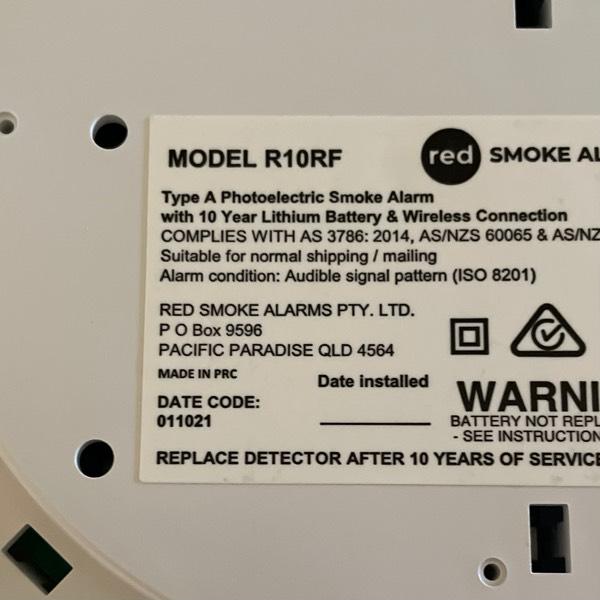 MODEL R10RF
red SMOKE
Type A Photoelectric Smoke Alarm
with 10 Year Lithium Battery & Wireless Connection
COMPLIES WITH AS 3786: 2014, AS/NZS 60065 & AS/NZ
Suitable for normal shipping / mailing
Alarm condition: Audible signal pattern (ISO 8201)
RED SMOKE ALARMS PTY. LTD.
P O Box 9596
PACIFIC PARADISE QLD 4564
MADE IN PRC
Date installed
DATE CODE:
011021
BATTERY NOT
- SEE INSTRUCTION
REPLACE DETECTOR AFTER 10 YEARS OF SERVICE